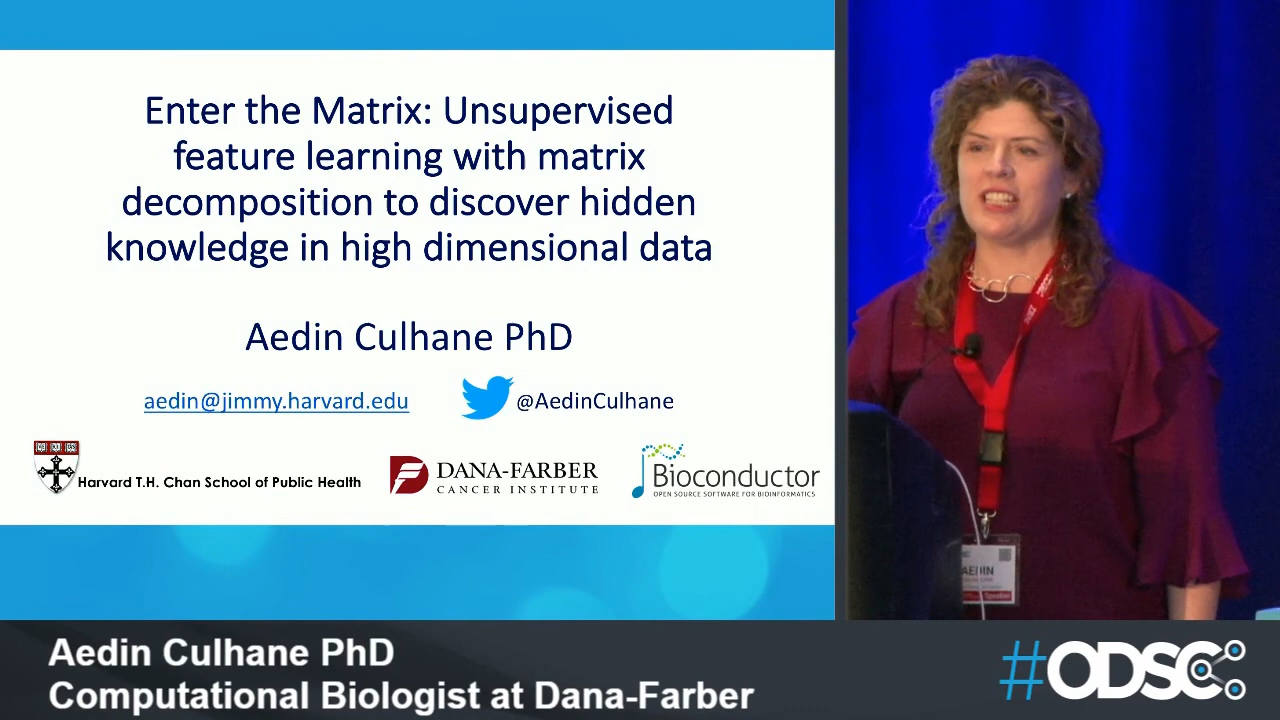 Enter the Matrix: Unsupervised
feature learning with matrix
decomposition to discover hidden
knowledge in high dimensional data
Aedin Culhane PhD
aedin@jimmy.harvard.edu
@AedinCulhane
Harvard T.H. Chan School of Public Health
DANA-FARBER
CANCER INSTITUTE
Bioconductor
OPEN SOURCE SOFTWARE FOR BIOINFORMATICS
AEDIN
Speaker
Aedin Culhane PhD
Computational Biologist at Dana-Farber
#ODSC